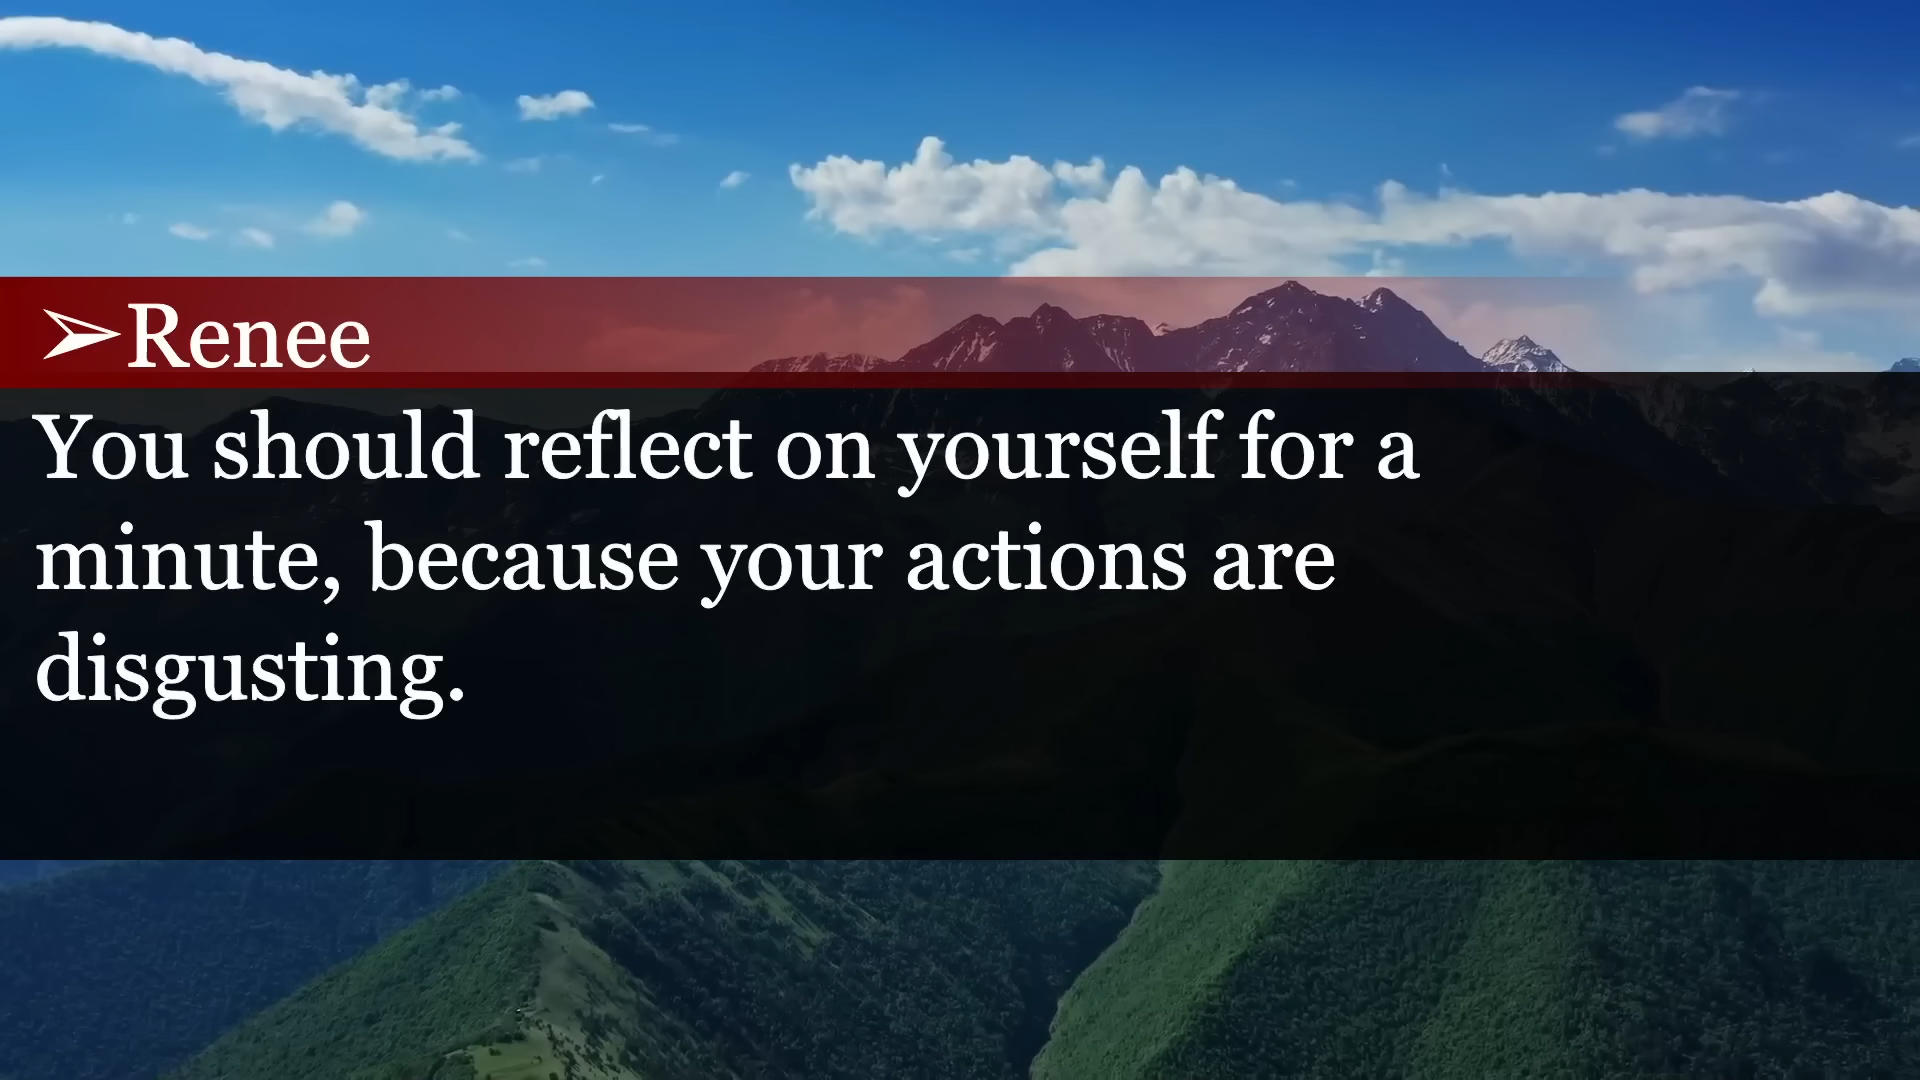 ➢Renee
You should reflect on yourself for a
minute, because your actions are
disgusting.